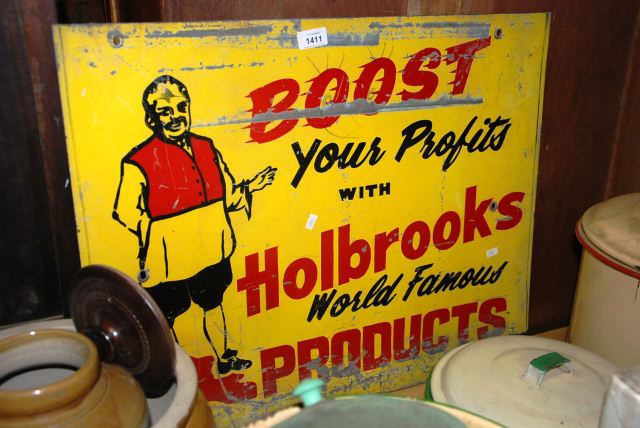 1411
BOOST
Your Profits
WITH
Holbrooks
World Famous
PRODUCTS